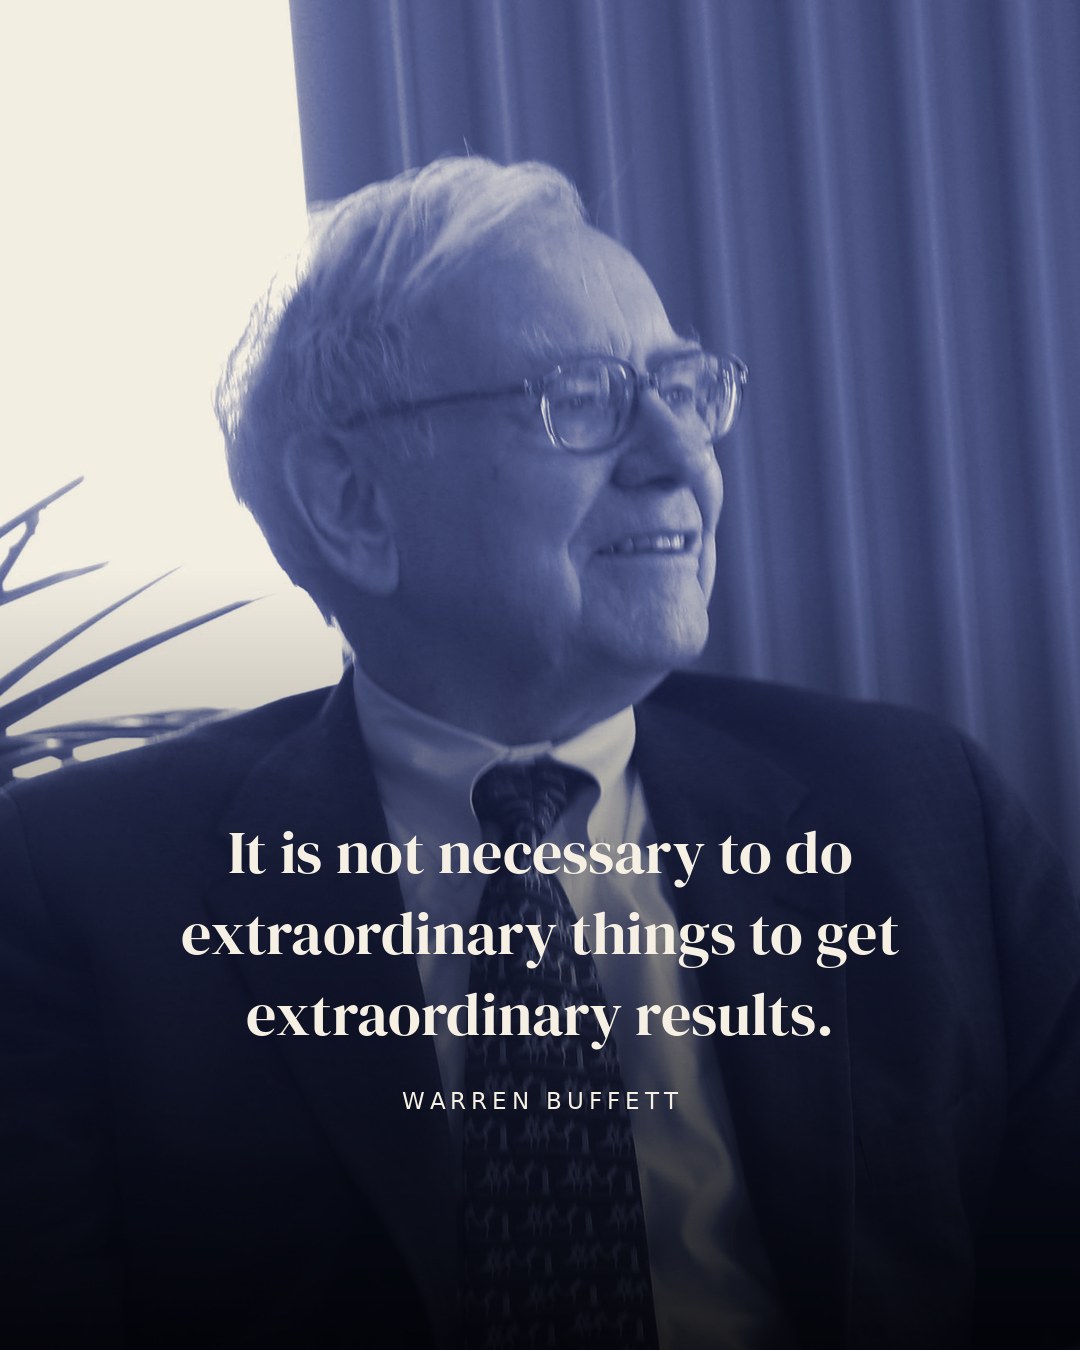 It is not necessary to do
extraordinary things to get
extraordinary results.
WARREN BUFFETT